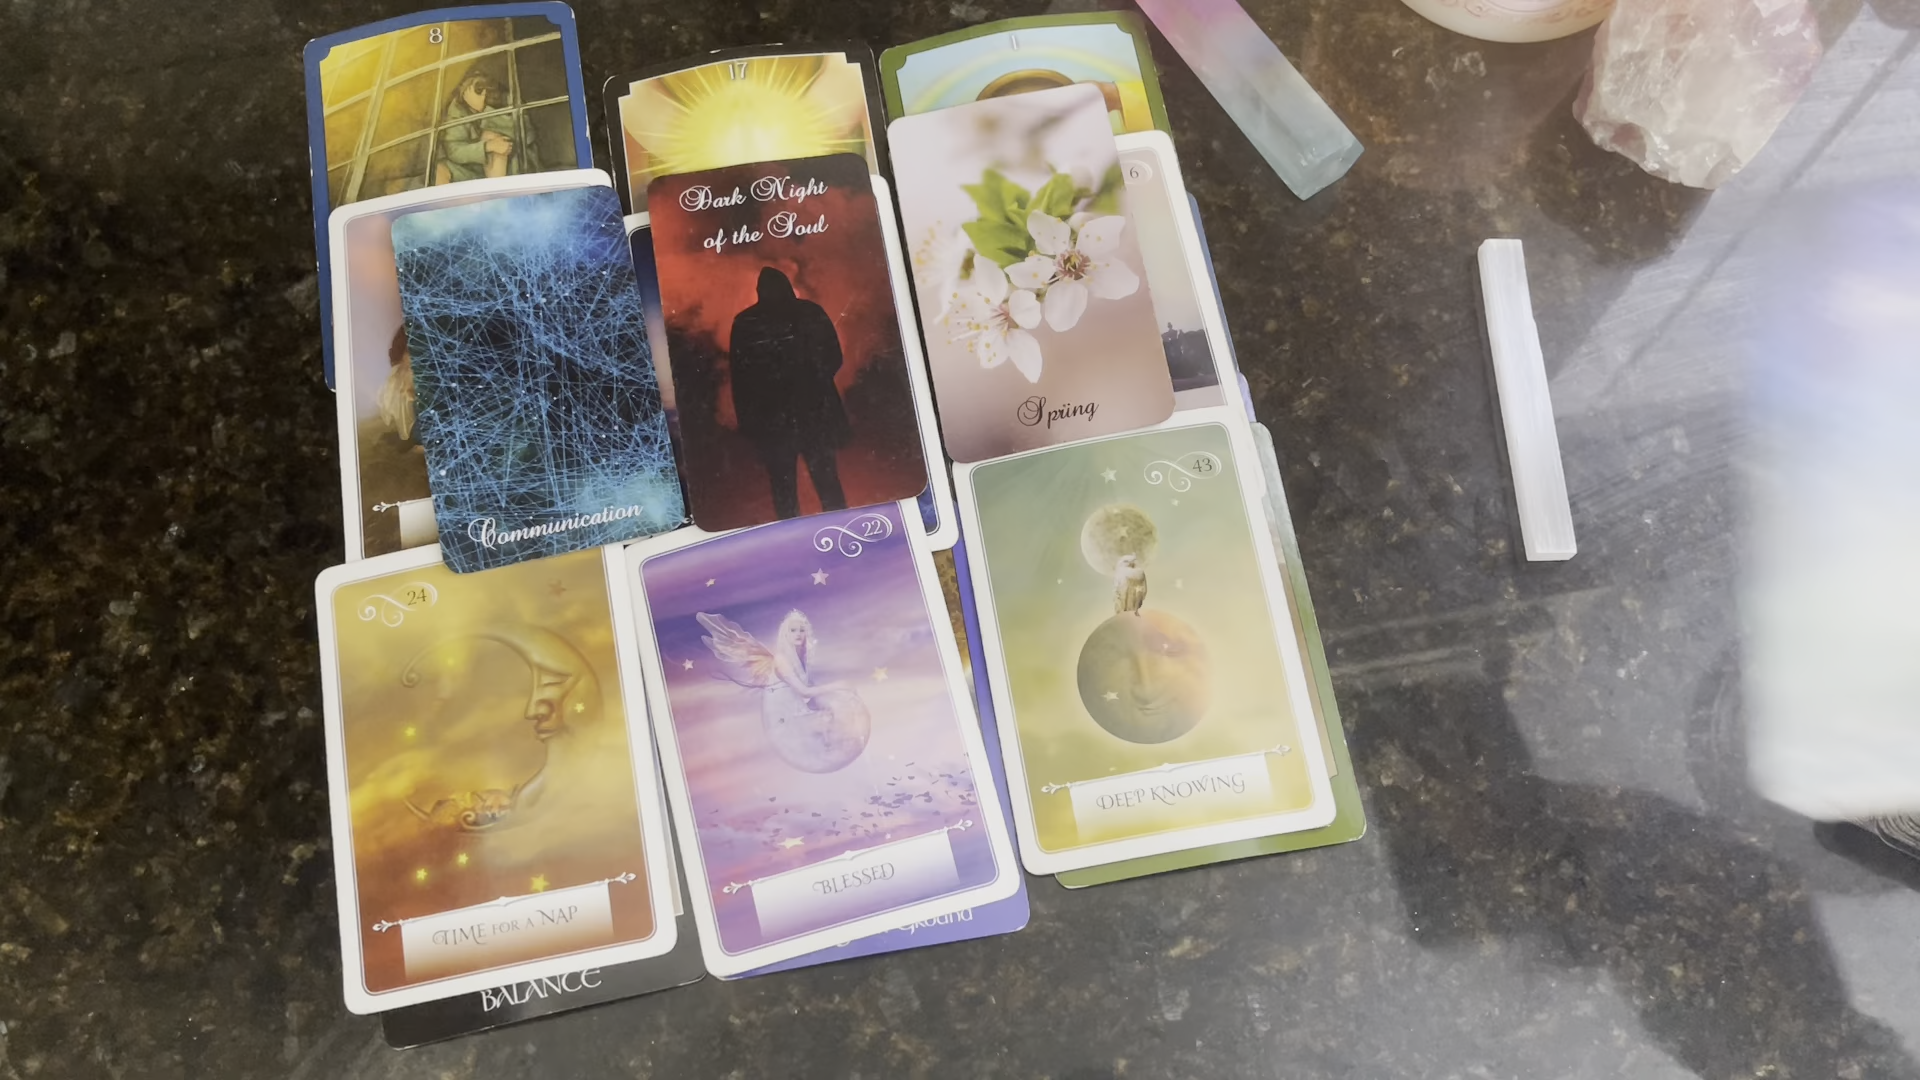 8
17
1
Dark Night
of the Soul
6
Spring
Communication
24
22
43
DEEP KNOWING
BLESSED
TIME FOR A NAP
Ground
BALANCE